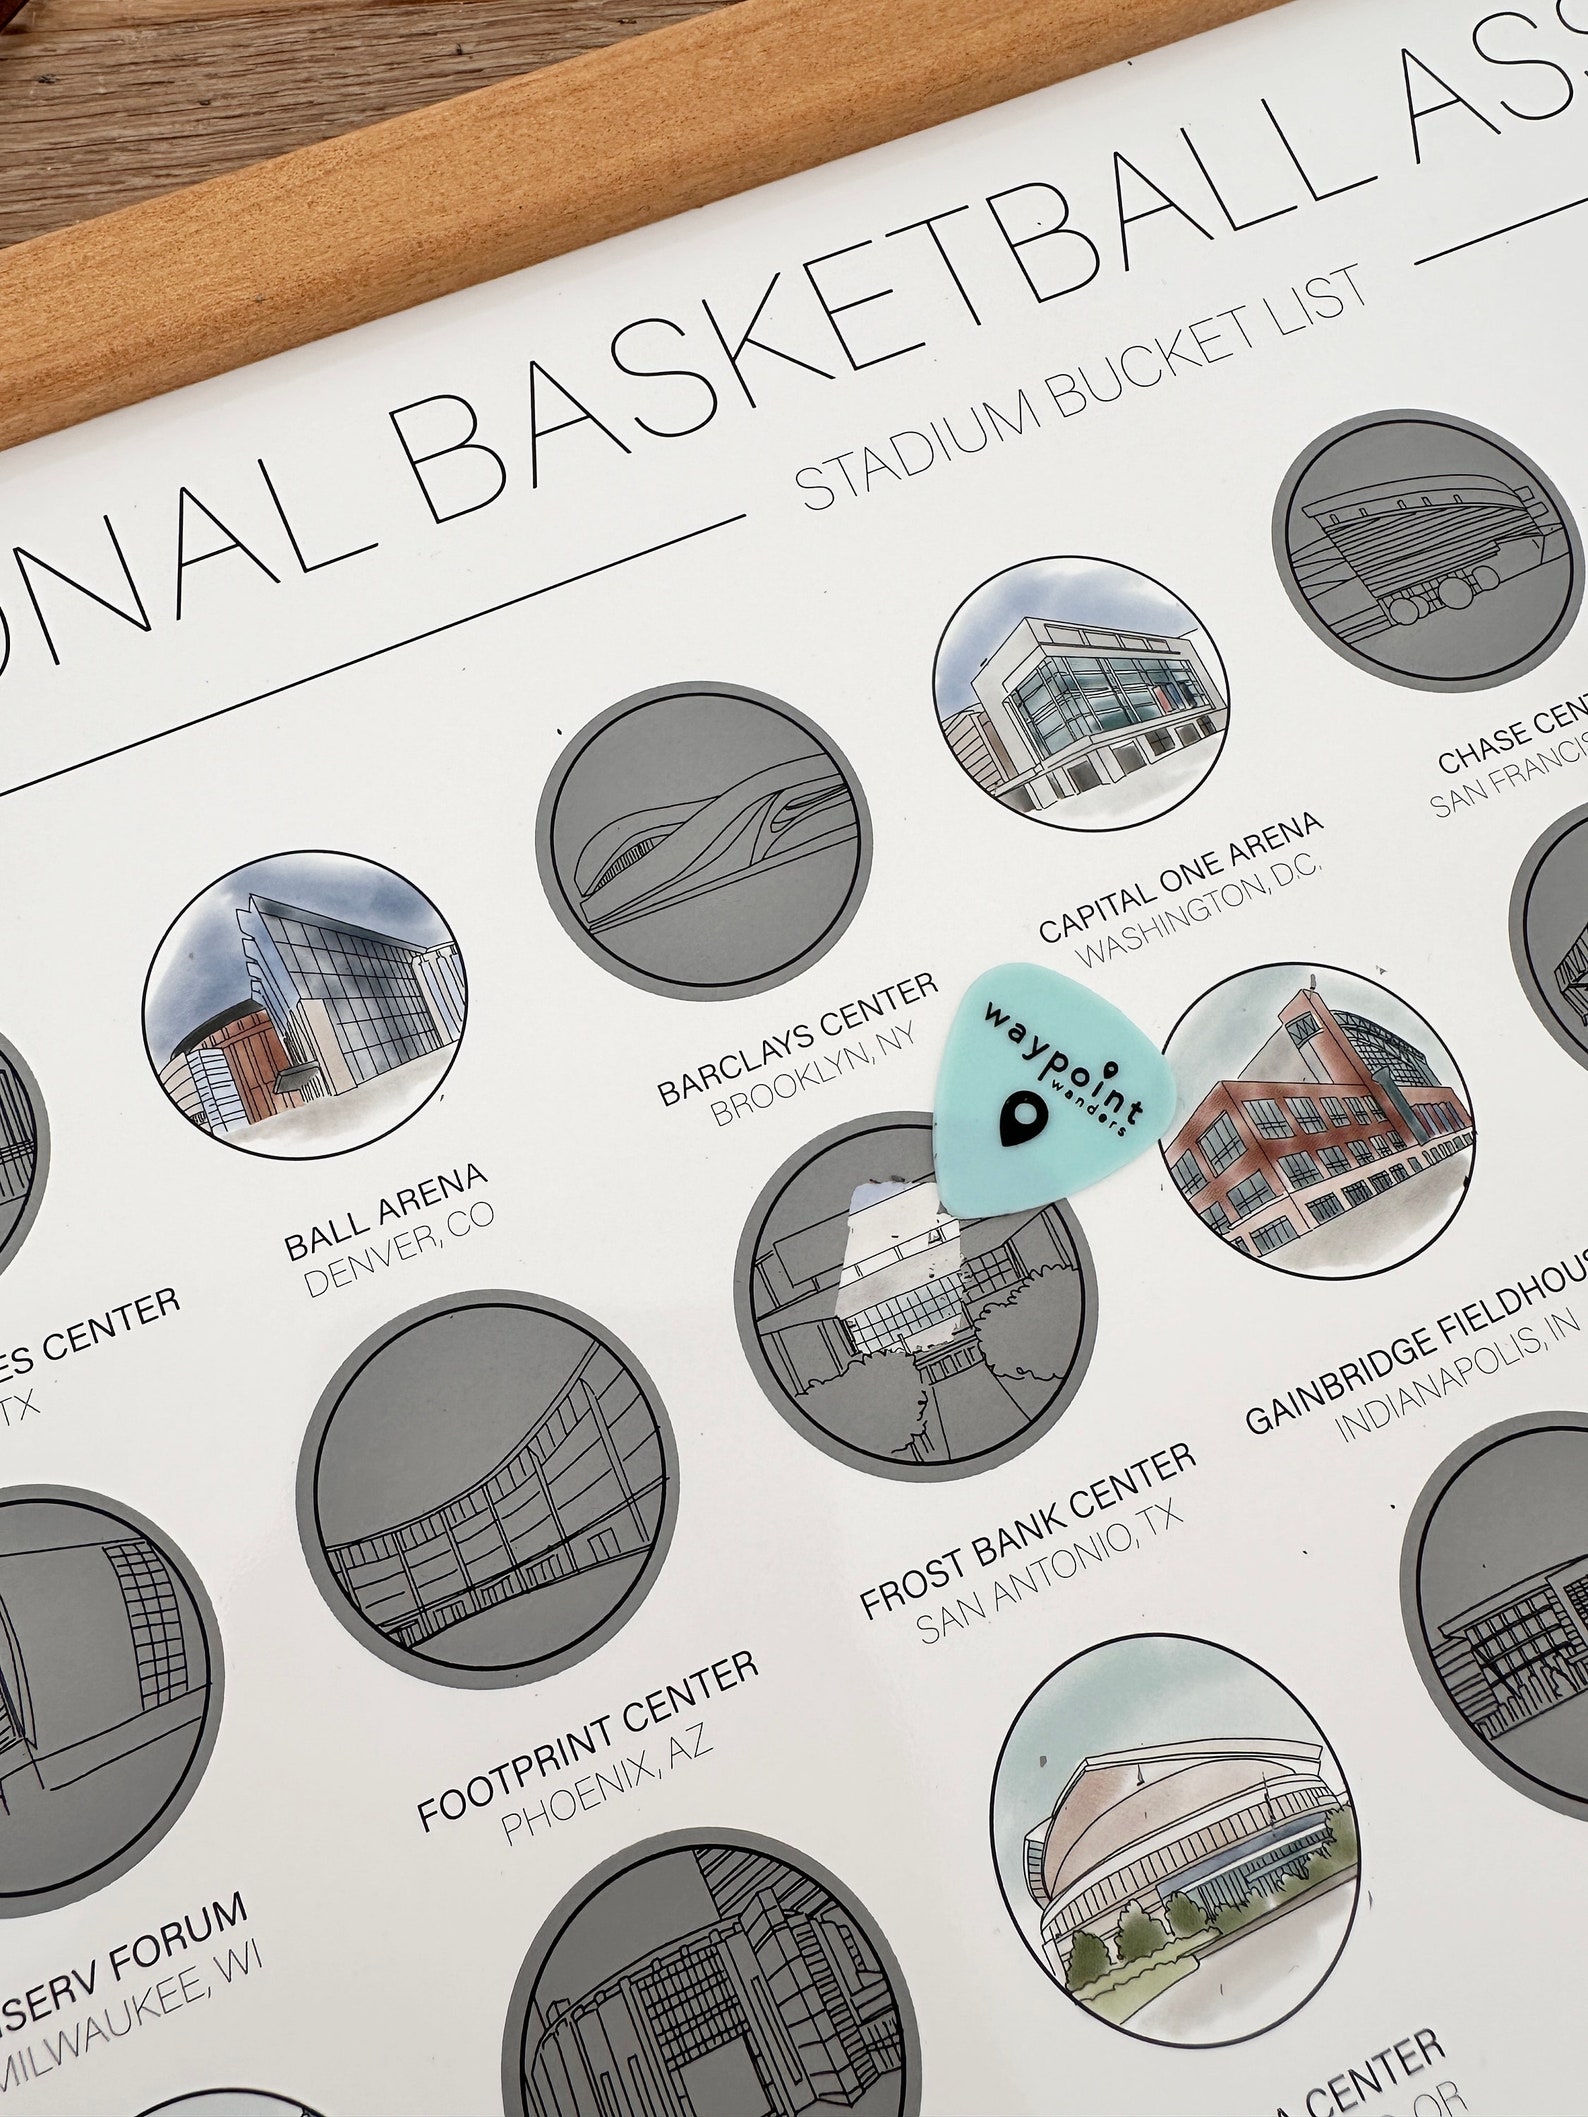 ONAL BASKETBALL ASS
STADIUM BUCKET LIST
CHASE CENT
SAN FRANCIS
CAPITAL ONE ARENA
WASHINGTON, D.C.
BARCLAYS CENTER
BROOKLYN, NY
waypoint
wanders
BALL ARENA
DENVER, CO
ES CENTER
TX
GAINBRIDGE FIELDHOUS
INDIANAPOLIS, IN
FROST BANK CENTER
SAN ANTONIO, TX
FOOTPRINT CENTER
PHOENIX, AZ
SERV FORUM
MILWAUKEE, WI
A CENTER
OR